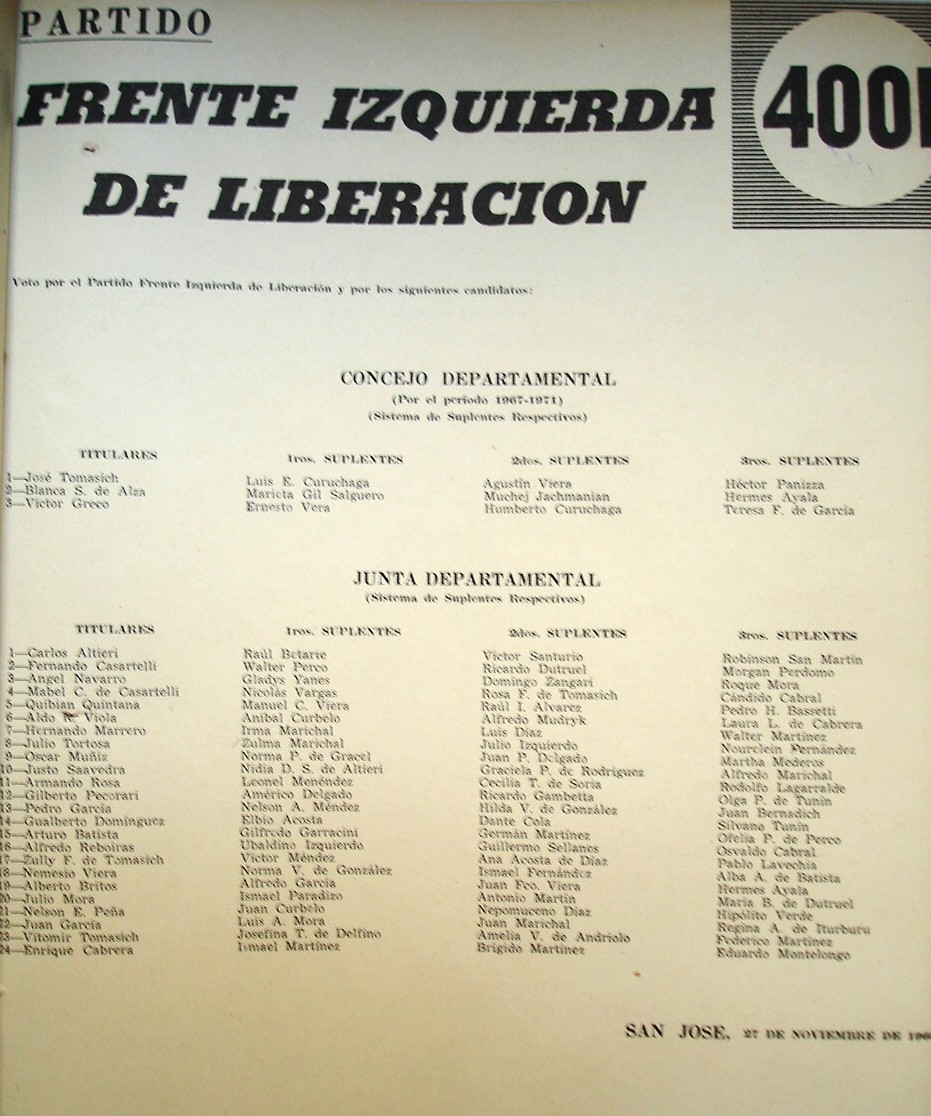 PARTIDO
FRENTE IZQUIERDA
DE LIBERACION
400
Voto por el Partido Frente Izquierda de Liberación y por los siguientes candidatos:
CONCEJO DEPARTAMENTAL
(Por el período 1967-1971)
(Sistema de Suplentes Respectivos)
TITULARES
1—José Tomasich
2—Blanca S. de Alza
3—Víctor Greco
1ros. SUPLENTES
Luis E. Curuchaga
Maricta Gil Salguero
Ernesto Vera
2dos. SUPLENTES
Agustín Viera
Muchej Jachmanian
Humberto Curuchaga
3ros. SUPLENTES
Héctor Panizza
Hermes Ayala
Teresa F. de García
JUNTA DEPARTAMENTAL
(Sistema de Suplentes Respectivos)
TITULARES
1—Carlos Altieri
2—Fernando Casartelli
3—Angel Navarro
4—Mabel C. de Casartelli
5—Quibian Quintana
6—Aldo Viola
7—Hernando Marrero
8—Julio Tortosa
9—Oscar Muñiz
10—Justo Saavedra
11—Armando Rosa
12—Gilberto Pecorari
13—Pedro García
14—Gualberto Domínguez
15—Arturo Batista
16—Alfredo Reboiras
17—Zully F. de Tomasich
18—Nemesio Viera
19—Alberto Britos
20—Julio Mora
21—Nelson E. Peña
22—Juan García
23—Vitomir Tomasich
24—Enrique Cabrera
1ros. SUPLENTES
Raúl Betarte
Walter Perco
Gladys Yanes
Nicolás Vargas
Manuel C. Viera
Aníbal Curbelo
Irma Marichal
Zulma Marichal
Norma P. de Gracel
Nidia D. S. de Altieri
Leonel Menéndez
Américo Delgado
Nelson A. Méndez
Elbio Acosta
Gilfredo Garracini
Ubaldino Izquierdo
Víctor Méndez
Norma V. de González
Alfredo García
Ismael Paradizo
Juan Curbelo
Luis A. Mora
Josefina T. de Delfino
Ismael Martínez
2dos. SUPLENTES
Víctor Santurio
Ricardo Dutruel
Domingo Zangari
Rosa F. de Tomasich
Raúl I. Alvarez
Alfredo Mudryk
Luis Díaz
Julio Izquierdo
Juan P. Delgado
Graciela P. de Rodríguez
Cecilia T. de Soria
Ricardo Gambetta
Hilda V. de González
Dante Cola
Germán Martínez
Guillermo Sellanes
Ana Acosta de Díaz
Ismael Fernández
Juan Fco. Viera
Antonio Martín
Nepomuceno Díaz
Juan Marichal
Amelia V. de Andriolo
Brígido Martínez
3ros. SUPLENTES
Robinson San Martín
Morgan Perdomo
Roque Mora
Cándido Cabral
Pedro H. Bassetti
Laura L. de Cabrera
Walter Martínez
Nourclein Fernández
Martha Mederos
Alfredo Marichal
Rodolfo Lagarralde
Olga P. de Tunín
Juan Bernadich
Silvano Tunín
Ofelia P. de Perco
Osvaldo Cabral
Pablo Lavechia
Alba A. de Batista
Hermes Ayala
María B. de Dutruel
Hipólito Verde
Regina A. de Iturburu
Federico Martínez
Eduardo Montelongo
SAN JOSE, 27 DE NOVIEMBRE DE